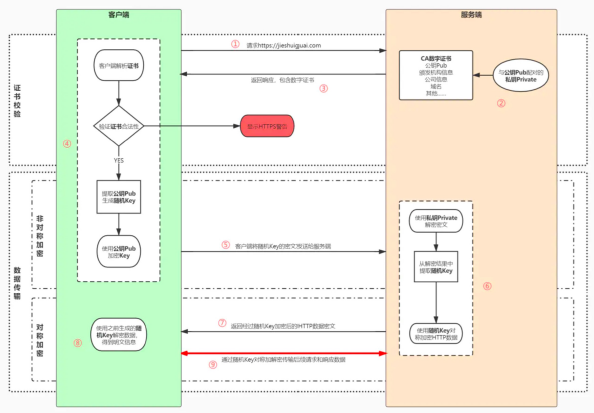 客户端
服务端
① 请求https://jieshuiguai.com
客户端解析证书
CA数字证书
公钥Pub
颁发机构信息
公司信息
域名
其他……
与公钥Pub配对的
私钥Private
②
返回响应，包含数字证书
③
证书校验
④
验证证书合法性
显示HTTPS警告
YES
提取公钥Pub
生成随机Key
非对称加密
使用公钥Pub
加密Key
⑤ 客户端将随机Key的密文发送给服务端
使用私钥Private
解密密文
从解密结果中
提取随机Key
⑥
数据传输
对称加密
⑦ 返回经过随机Key加密后的HTTP数据密文
使用随机Key对
称加密HTTP数据
⑧
使用之前生成的随
机Key解密数据，
得到明文信息
⑨ 通过随机Key对称加解密传输后续请求和响应数据